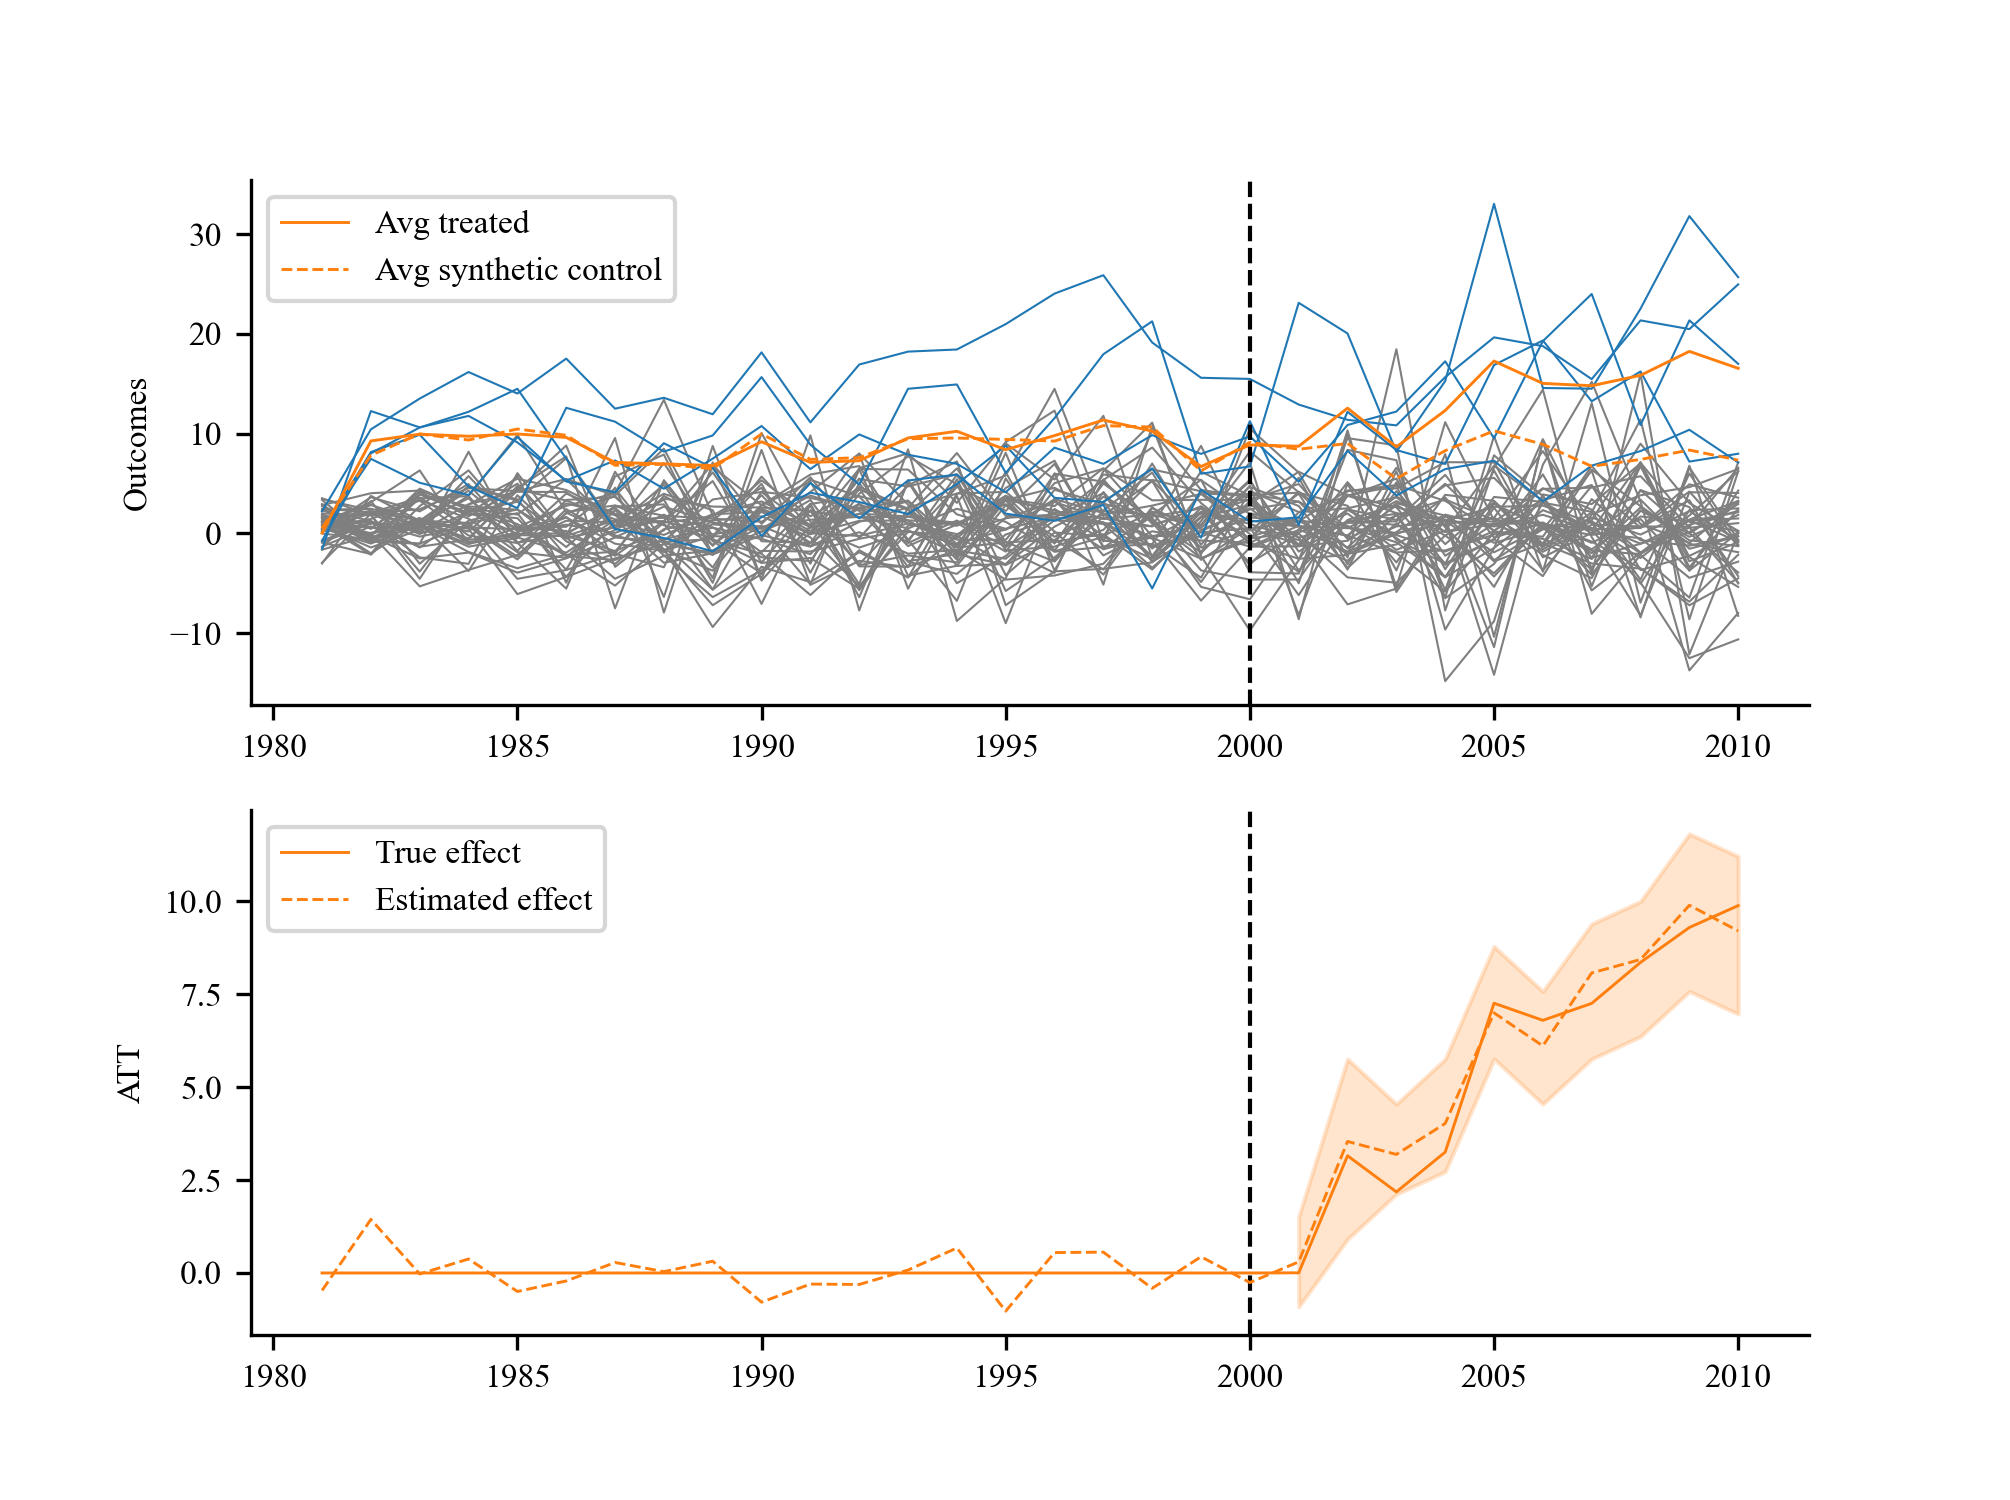 Avg treated
Avg synthetic control
30
20
10
0
−10
Outcomes
1980 1985 1990 1995 2000 2005 2010
True effect
Estimated effect
10.0
7.5
5.0
2.5
0.0
ATT
1980 1985 1990 1995 2000 2005 2010